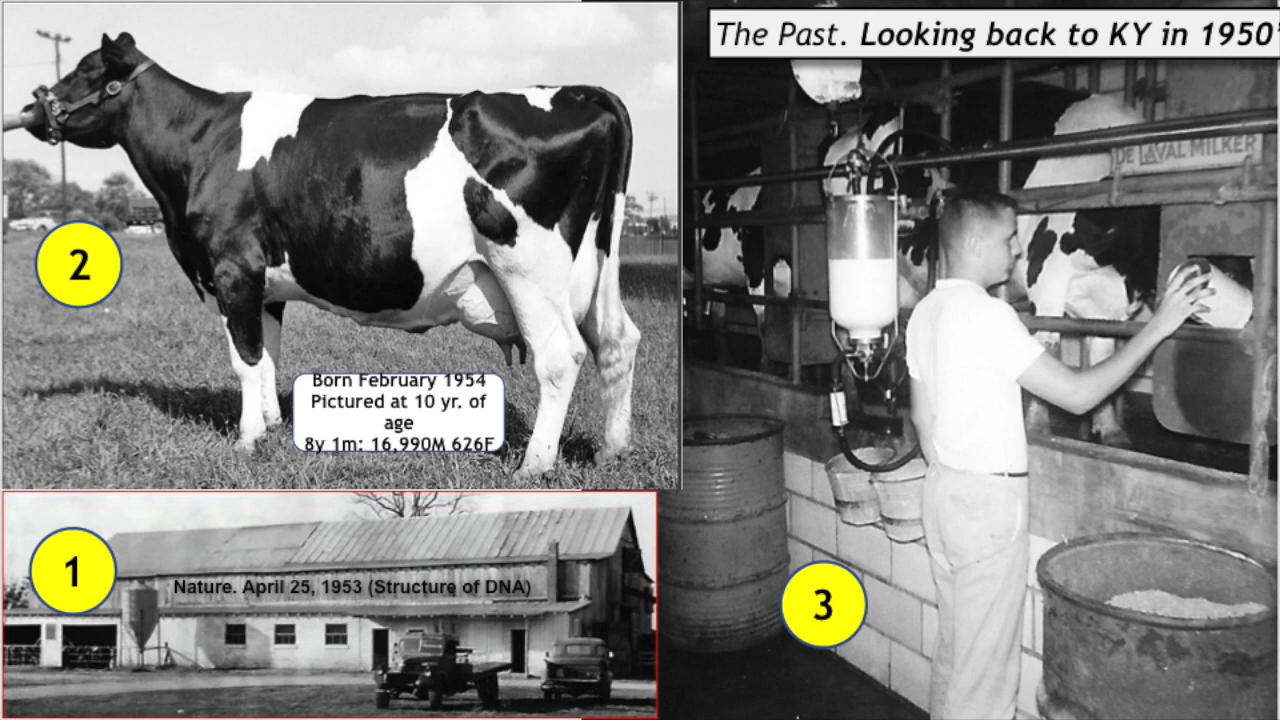 The Past. Looking back to KY in 1950'
DE LAVAL MILKER
2
Born February 1954
Pictured at 10 yr. of
age
8y 1m: 16,990M 626F
1
Nature. April 25, 1953 (Structure of DNA)
3